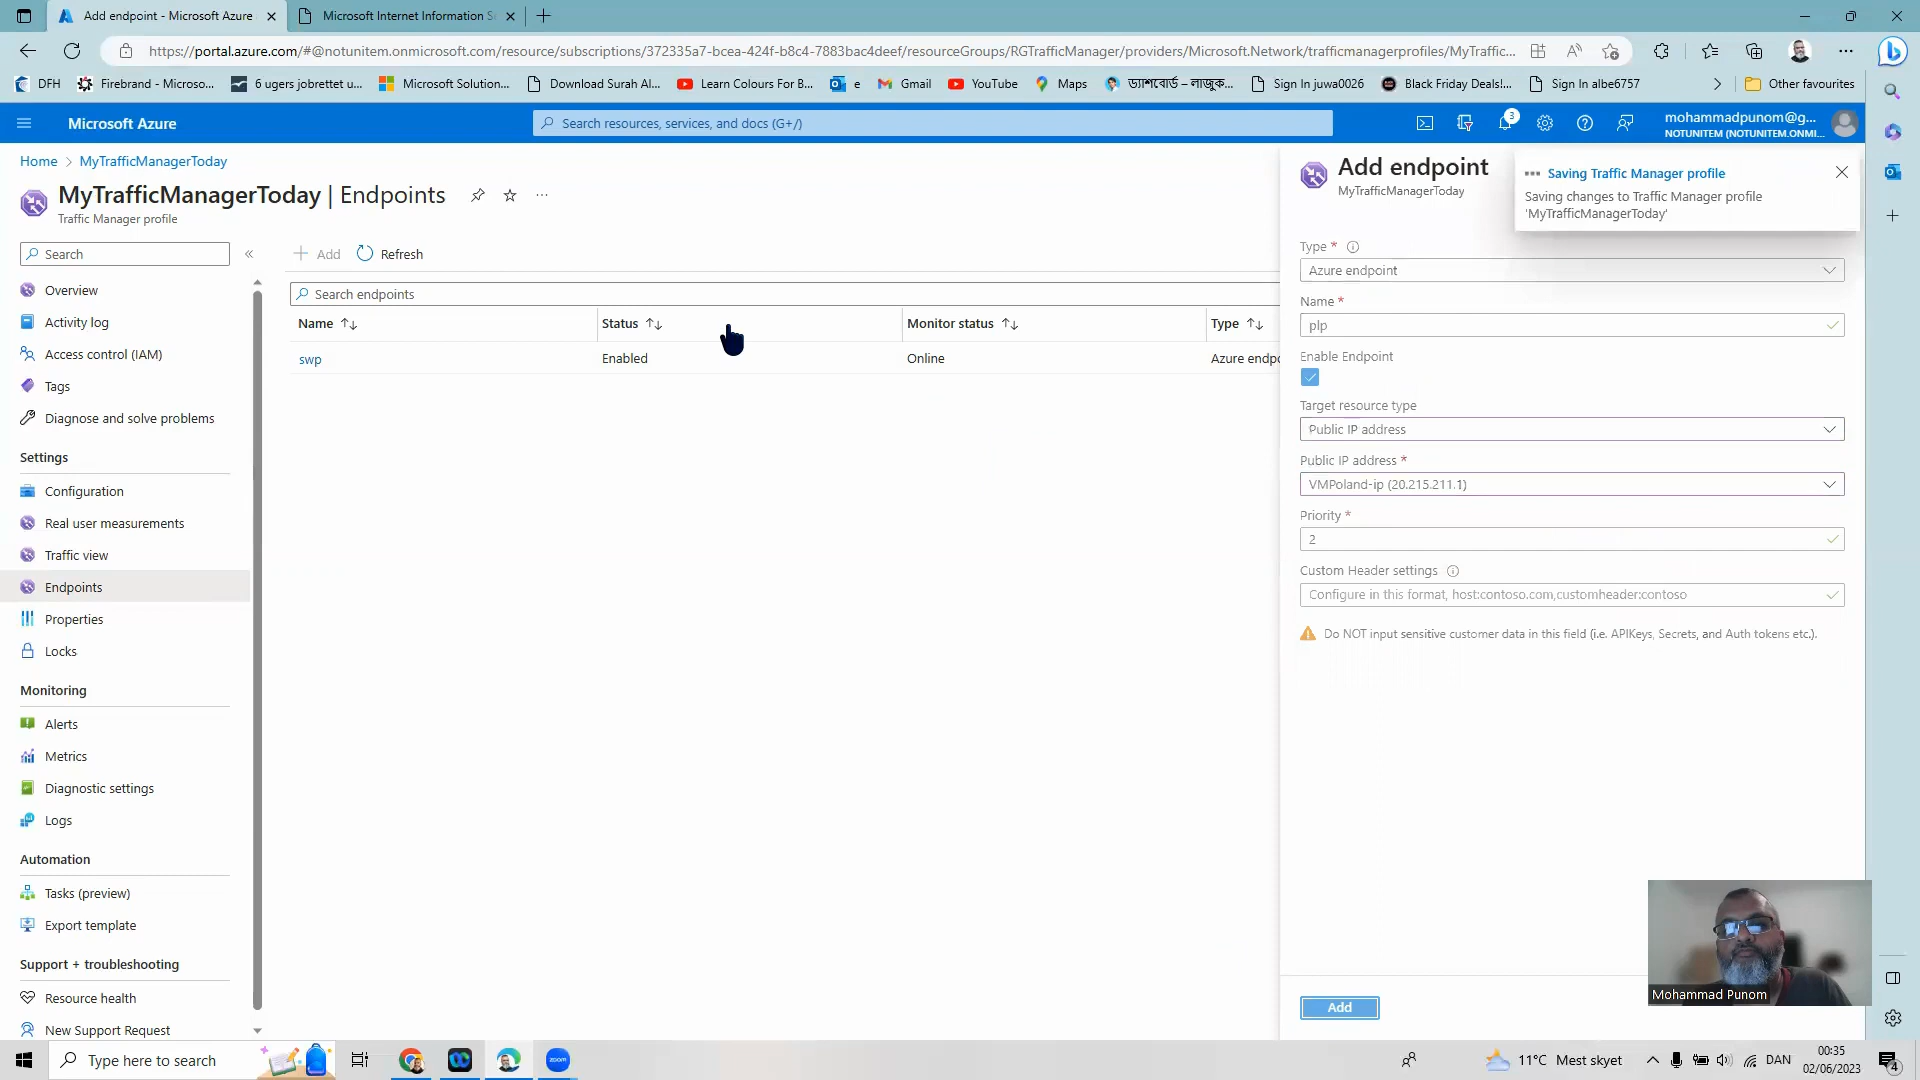 Add endpoint - Microsoft Azure
Microsoft Internet Information S
https://portal.azure.com/#@notunitem.onmicrosoft.com/resource/subscriptions/372335a7-bcea-424f-b8c4-7883bac4deef/resourceGroups/RGTrafficManager/providers/Microsoft.Network/trafficmanagerprofiles/MyTraffic...
DFH
Firebrand - Microso...
6 ugers jobrettet u...
Microsoft Solution...
Download Surah Al...
Learn Colours For B...
e
Gmail
YouTube
Maps
ড্যাশবোর্ড – লাজুক...
Sign In juwa0026
Black Friday Deals!...
Sign In albe6757
Other favourites
Microsoft Azure
Search resources, services, and docs (G+/)
3
mohammadpunom@g...
NOTUNITEM (NOTUNITEM.ONMI...
Home > MyTrafficManagerToday
MyTrafficManagerToday | Endpoints
Traffic Manager profile
Search
Overview
Activity log
Access control (IAM)
Tags
Diagnose and solve problems
Settings
Configuration
Real user measurements
Traffic view
Endpoints
Properties
Locks
Monitoring
Alerts
Metrics
Diagnostic settings
Logs
Automation
Tasks (preview)
Export template
Support + troubleshooting
Resource health
New Support Request
Add
Refresh
Search endpoints
Name
Status
Monitor status
Type
swp
Enabled
Online
Azure endpo
Add endpoint
MyTrafficManagerToday
Saving Traffic Manager profile
Saving changes to Traffic Manager profile
'MyTrafficManagerToday'
Type *
Azure endpoint
Name *
plp
Enable Endpoint
Target resource type
Public IP address
Public IP address *
VMPoland-ip (20.215.211.1)
Priority *
2
Custom Header settings
Configure in this format, host:contoso.com,customheader:contoso
Do NOT input sensitive customer data in this field (i.e. APIKeys, Secrets, and Auth tokens etc.).
Add
Mohammad Punom
Type here to search
zoom
11°C Mest skyet
DAN
00:35
02/06/2023
4